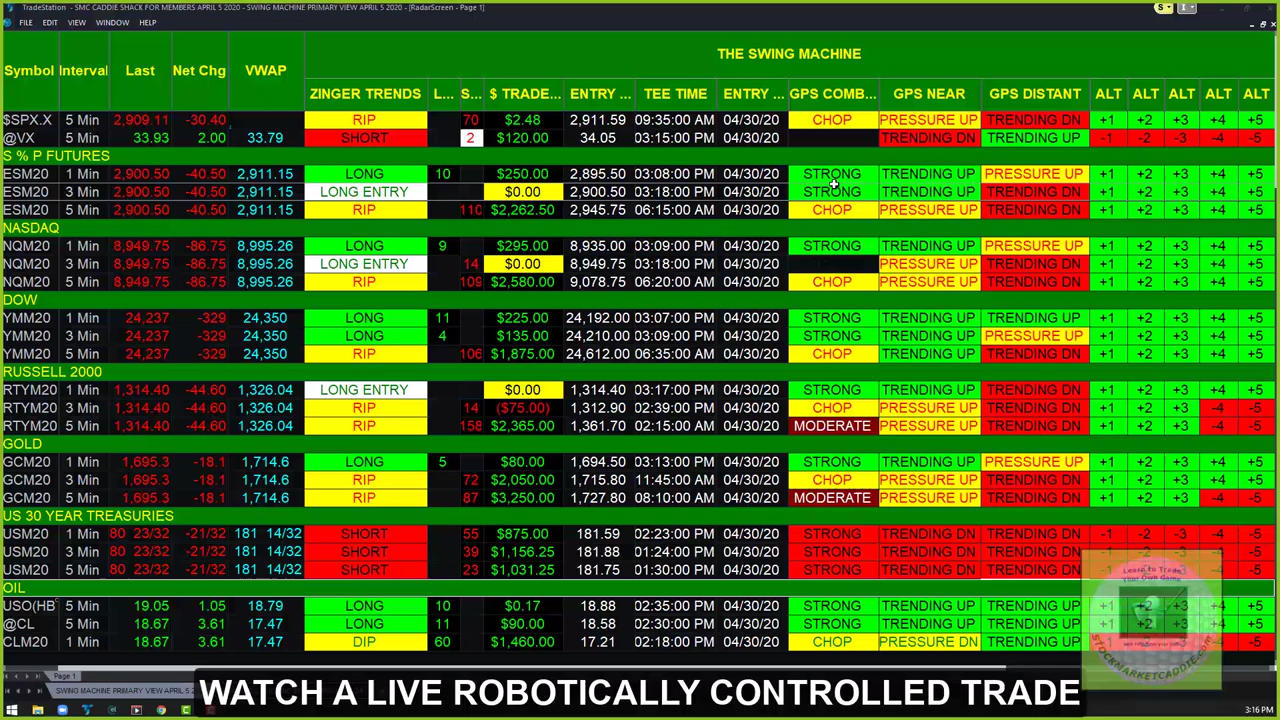 TradeStation - SMC CADDIE SHACK FOR MEMBERS APRIL 5 2020 - SWING MACHINE PRIMARY VIEW APRIL 5 2020 - [RadarScreen - Page 1]
FILE EDIT VIEW WINDOW HELP
THE SWING MACHINE
Symbol Interval Last Net Chg VWAP ZINGER TRENDS L... S... $ TRADE... ENTRY ... TEE TIME ENTRY ... GPS COMB... GPS NEAR GPS DISTANT ALT ALT ALT ALT ALT
$SPX.X 5 Min 2,909.11 -30.40 RIP 70 $2.48 2,911.59 09:35:00 AM 04/30/20 CHOP PRESSURE UP TRENDING DN +1 +2 +3 +4 +5
@VX 5 Min 33.93 2.00 33.79 SHORT 2 $120.00 34.05 03:15:00 PM 04/30/20 TRENDING DN TRENDING UP -1 -2 -3 -4 -5
S % P FUTURES
ESM20 1 Min 2,900.50 -40.50 2,911.15 LONG 10 $250.00 2,895.50 03:08:00 PM 04/30/20 STRONG TRENDING UP PRESSURE UP +1 +2 +3 +4 +5
ESM20 3 Min 2,900.50 -40.50 2,911.15 LONG ENTRY $0.00 2,900.50 03:18:00 PM 04/30/20 STRONG TRENDING UP TRENDING DN +1 +2 +3 +4 +5
ESM20 5 Min 2,900.50 -40.50 2,911.15 RIP 110 $2,262.50 2,945.75 06:15:00 AM 04/30/20 CHOP PRESSURE UP TRENDING DN +1 +2 +3 +4 +5
NASDAQ
NQM20 1 Min 8,949.75 -86.75 8,995.26 LONG 9 $295.00 8,935.00 03:09:00 PM 04/30/20 STRONG TRENDING UP PRESSURE UP +1 +2 +3 +4 +5
NQM20 3 Min 8,949.75 -86.75 8,995.26 LONG ENTRY 14 $0.00 8,949.75 03:18:00 PM 04/30/20 PRESSURE UP TRENDING DN +1 +2 +3 +4 +5
NQM20 5 Min 8,949.75 -86.75 8,995.26 RIP 109 $2,580.00 9,078.75 06:20:00 AM 04/30/20 CHOP PRESSURE UP TRENDING DN +1 +2 +3 +4 +5
DOW
YMM20 1 Min 24,237 -329 24,350 LONG 11 $225.00 24,192.00 03:07:00 PM 04/30/20 STRONG TRENDING UP TRENDING UP +1 +2 +3 +4 +5
YMM20 3 Min 24,237 -329 24,350 LONG 4 $135.00 24,210.00 03:09:00 PM 04/30/20 STRONG TRENDING UP PRESSURE UP +1 +2 +3 +4 +5
YMM20 5 Min 24,237 -329 24,350 RIP 106 $1,875.00 24,612.00 06:35:00 AM 04/30/20 CHOP PRESSURE UP TRENDING DN +1 +2 +3 +4 +5
RUSSELL 2000
RTYM20 1 Min 1,314.40 -44.60 1,326.04 LONG ENTRY $0.00 1,314.40 03:17:00 PM 04/30/20 STRONG TRENDING UP TRENDING DN +1 +2 +3 +4 +5
RTYM20 3 Min 1,314.40 -44.60 1,326.04 RIP 14 ($75.00) 1,312.90 02:39:00 PM 04/30/20 CHOP PRESSURE UP TRENDING DN +1 +2 +3 -4 -5
RTYM20 5 Min 1,314.40 -44.60 1,326.04 RIP 158 $2,365.00 1,361.70 02:15:00 AM 04/30/20 MODERATE PRESSURE UP TRENDING DN +1 +2 +3 -4 -5
GOLD
GCM20 1 Min 1,695.3 -18.1 1,714.6 LONG 5 $80.00 1,694.50 03:13:00 PM 04/30/20 STRONG TRENDING UP PRESSURE UP +1 +2 +3 +4 +5
GCM20 3 Min 1,695.3 -18.1 1,714.6 RIP 72 $2,050.00 1,715.80 11:45:00 AM 04/30/20 CHOP PRESSURE UP TRENDING DN +1 +2 +3 +4 +5
GCM20 5 Min 1,695.3 -18.1 1,714.6 RIP 87 $3,250.00 1,727.80 08:10:00 AM 04/30/20 MODERATE PRESSURE UP TRENDING DN +1 +2 +3 -4 -5
US 30 YEAR TREASURIES
USM20 1 Min 80 23/32 -21/32 181 14/32 SHORT 55 $875.00 181.59 02:23:00 PM 04/30/20 STRONG TRENDING DN TRENDING DN -1 -2 -3 -4 -5
USM20 3 Min 80 23/32 -21/32 181 14/32 SHORT 39 $1,156.25 181.88 01:24:00 PM 04/30/20 STRONG TRENDING DN TRENDING DN
USM20 5 Min 80 23/32 -21/32 181 14/32 SHORT 23 $1,031.25 181.75 01:30:00 PM 04/30/20 STRONG TRENDING DN TRENDING DN
OIL
USO(HB 5 Min 19.05 1.05 18.79 LONG 10 $0.17 18.88 02:35:00 PM 04/30/20 STRONG TRENDING UP TRENDING UP +1 +2 +3 +4 +5
@CL 5 Min 18.67 3.61 17.47 LONG 11 $90.00 18.58 03:00:00 PM 04/30/20 STRONG TRENDING UP TRENDING UP +1
CLM20 1 Min 18.67 3.61 17.47 DIP 60 $1,460.00 17.21 02:18:00 PM 04/30/20 CHOP PRESSURE DN TRENDING UP -5
Learn to Trade
Your Own Game
STOCKMARKETCADDIE.com
Page 1
SWING MACHINE PRIMARY VIEW APRIL 5 2
WATCH A LIVE ROBOTICALLY CONTROLLED TRADE
3:16 PM